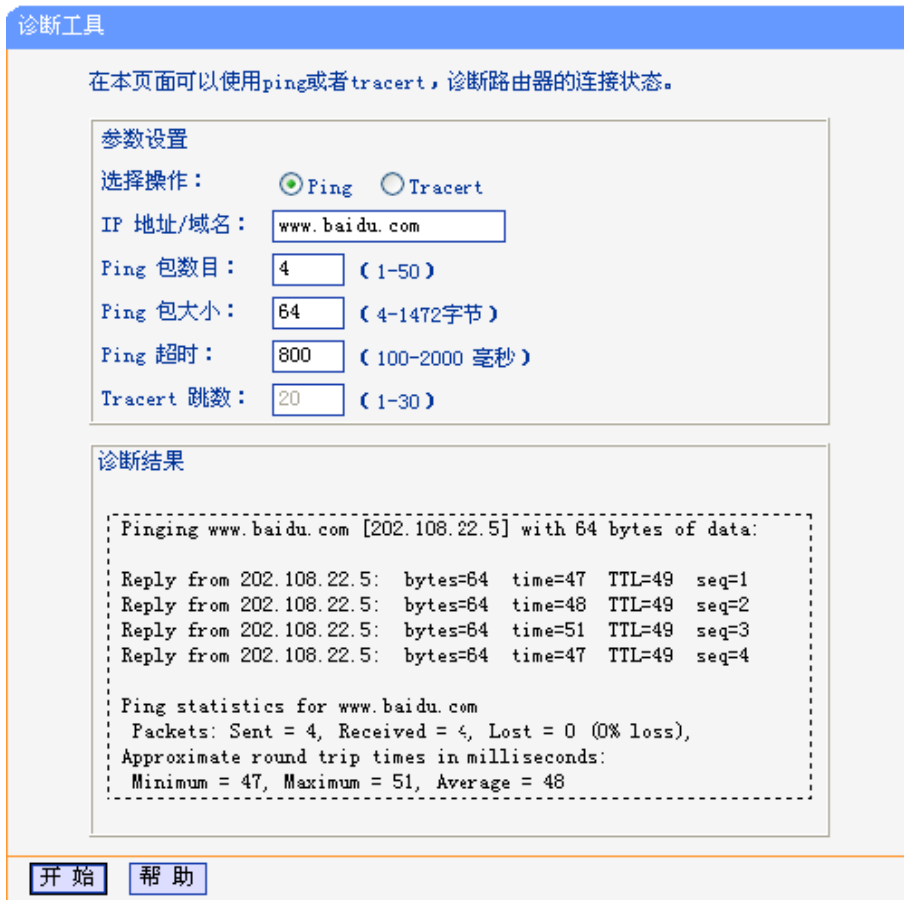 诊断工具
在本页面可以使用ping或者tracert，诊断路由器的连接状态。
参数设置
选择操作： Ping Tracert
IP 地址/域名： www.baidu.com
Ping 包数目： 4 （1-50）
Ping 包大小： 64 （4-1472字节）
Ping 超时： 800 （100-2000 毫秒）
Tracert 跳数： 20 （1-30）
诊断结果
Pinging www.baidu.com [202.108.22.5] with 64 bytes of data:
Reply from 202.108.22.5: bytes=64 time=47 TTL=49 seq=1
Reply from 202.108.22.5: bytes=64 time=48 TTL=49 seq=2
Reply from 202.108.22.5: bytes=64 time=51 TTL=49 seq=3
Reply from 202.108.22.5: bytes=64 time=47 TTL=49 seq=4
Ping statistics for www.baidu.com
Packets: Sent = 4, Received = 4, Lost = 0 (0% loss),
Approximate round trip times in milliseconds:
Minimum = 47, Maximum = 51, Average = 48
开 始 帮 助